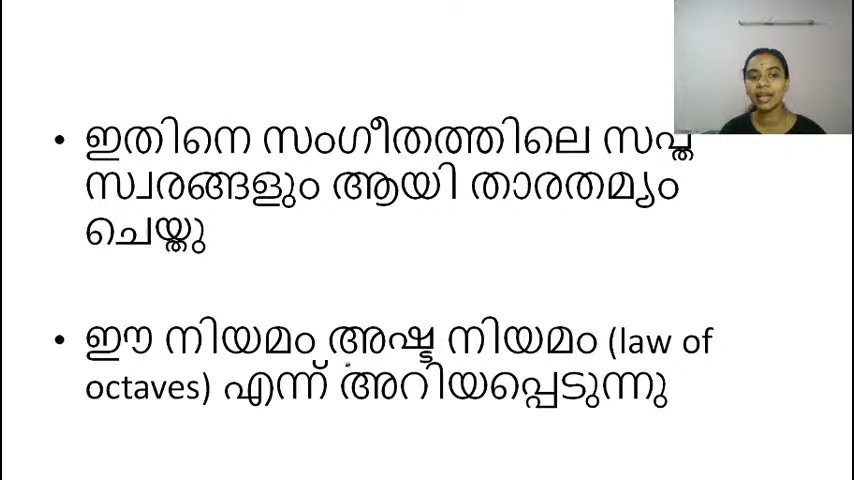 • ഇതിനെ സംഗീതത്തിലെ സപ്ത
സ്വരങ്ങളും ആയി താരതമ്യം
ചെയ്തു
• ഈ നിയമം അഷ്ട നിയമം (law of
octaves) എന്ന് അറിയപ്പെടുന്നു